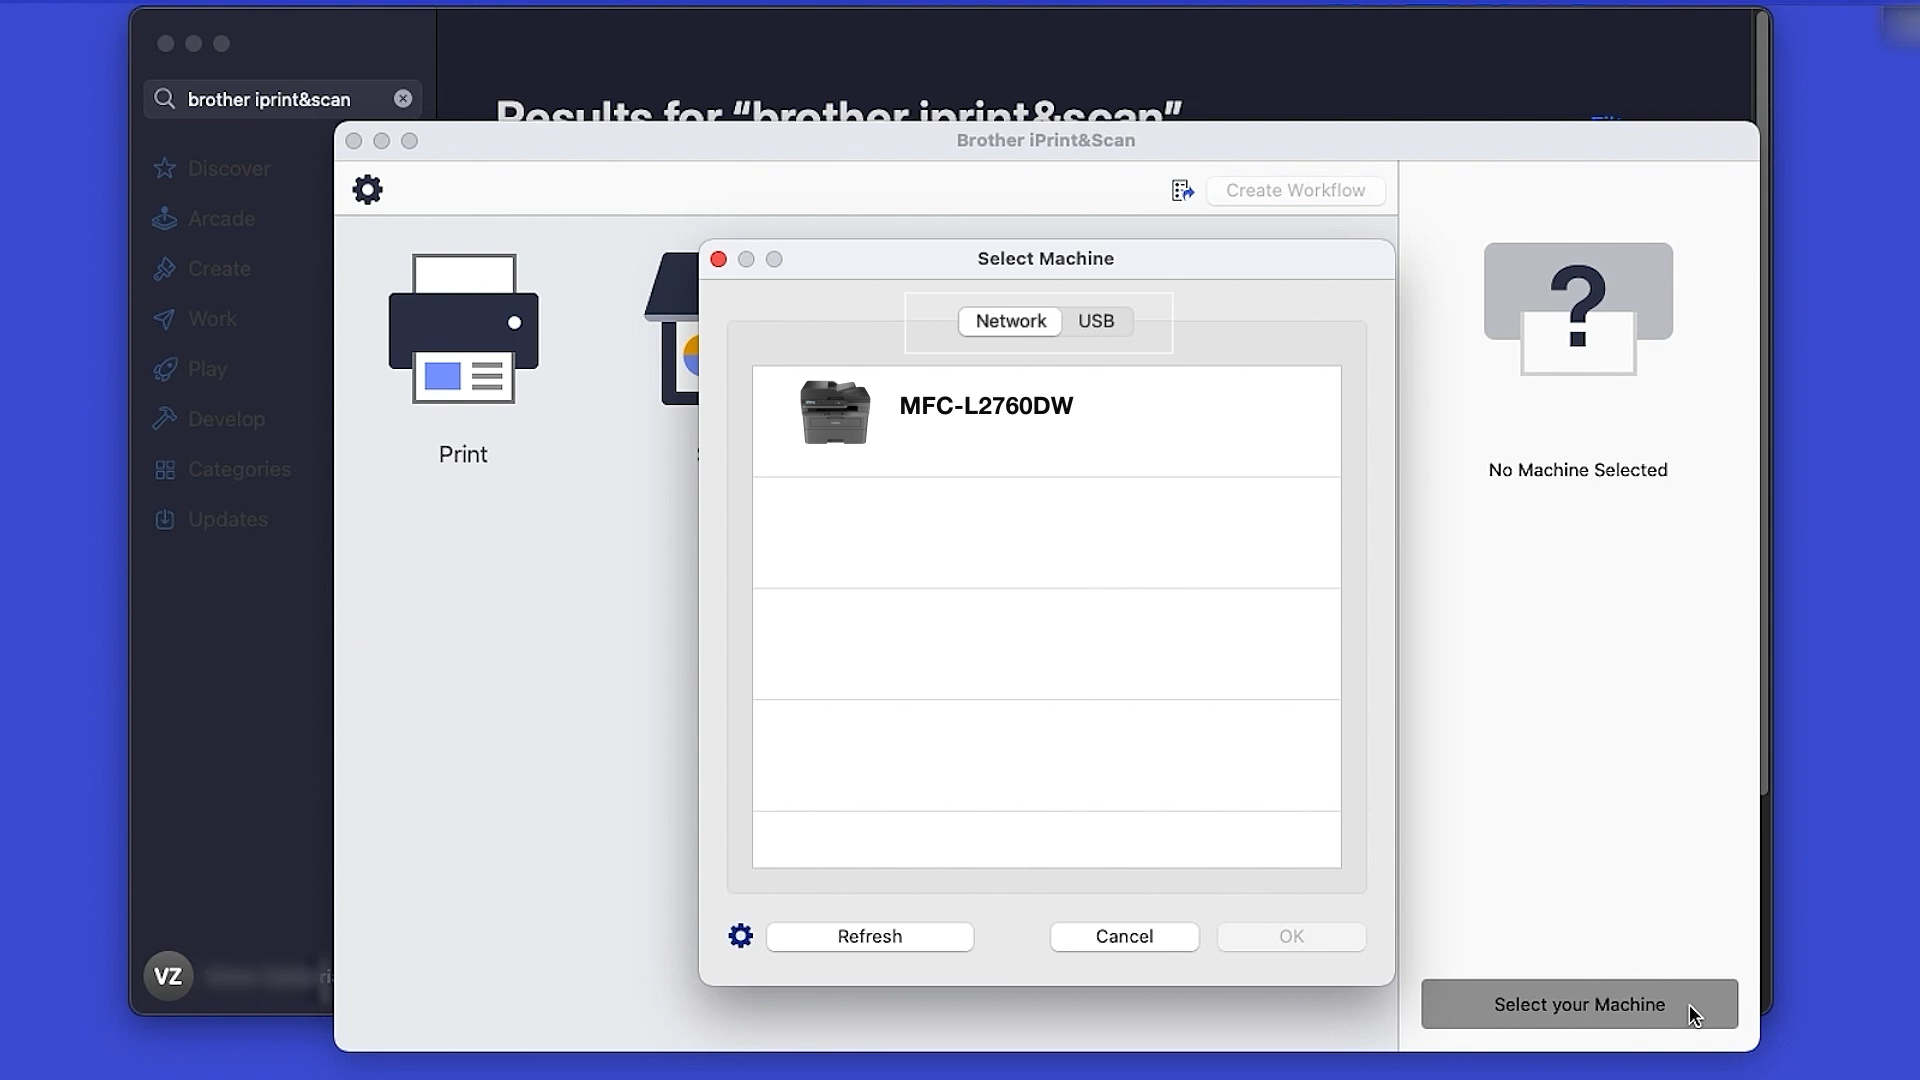 brother iprint&scan
Results for “brother iprint&scan”
Discover
Arcade
Create
Work
Play
Develop
Categories
Updates
VZ
Brother iPrint&Scan
Create Workflow
Print
Select Machine
Network
USB
MFC-L2760DW
Refresh
Cancel
OK
No Machine Selected
Select your Machine